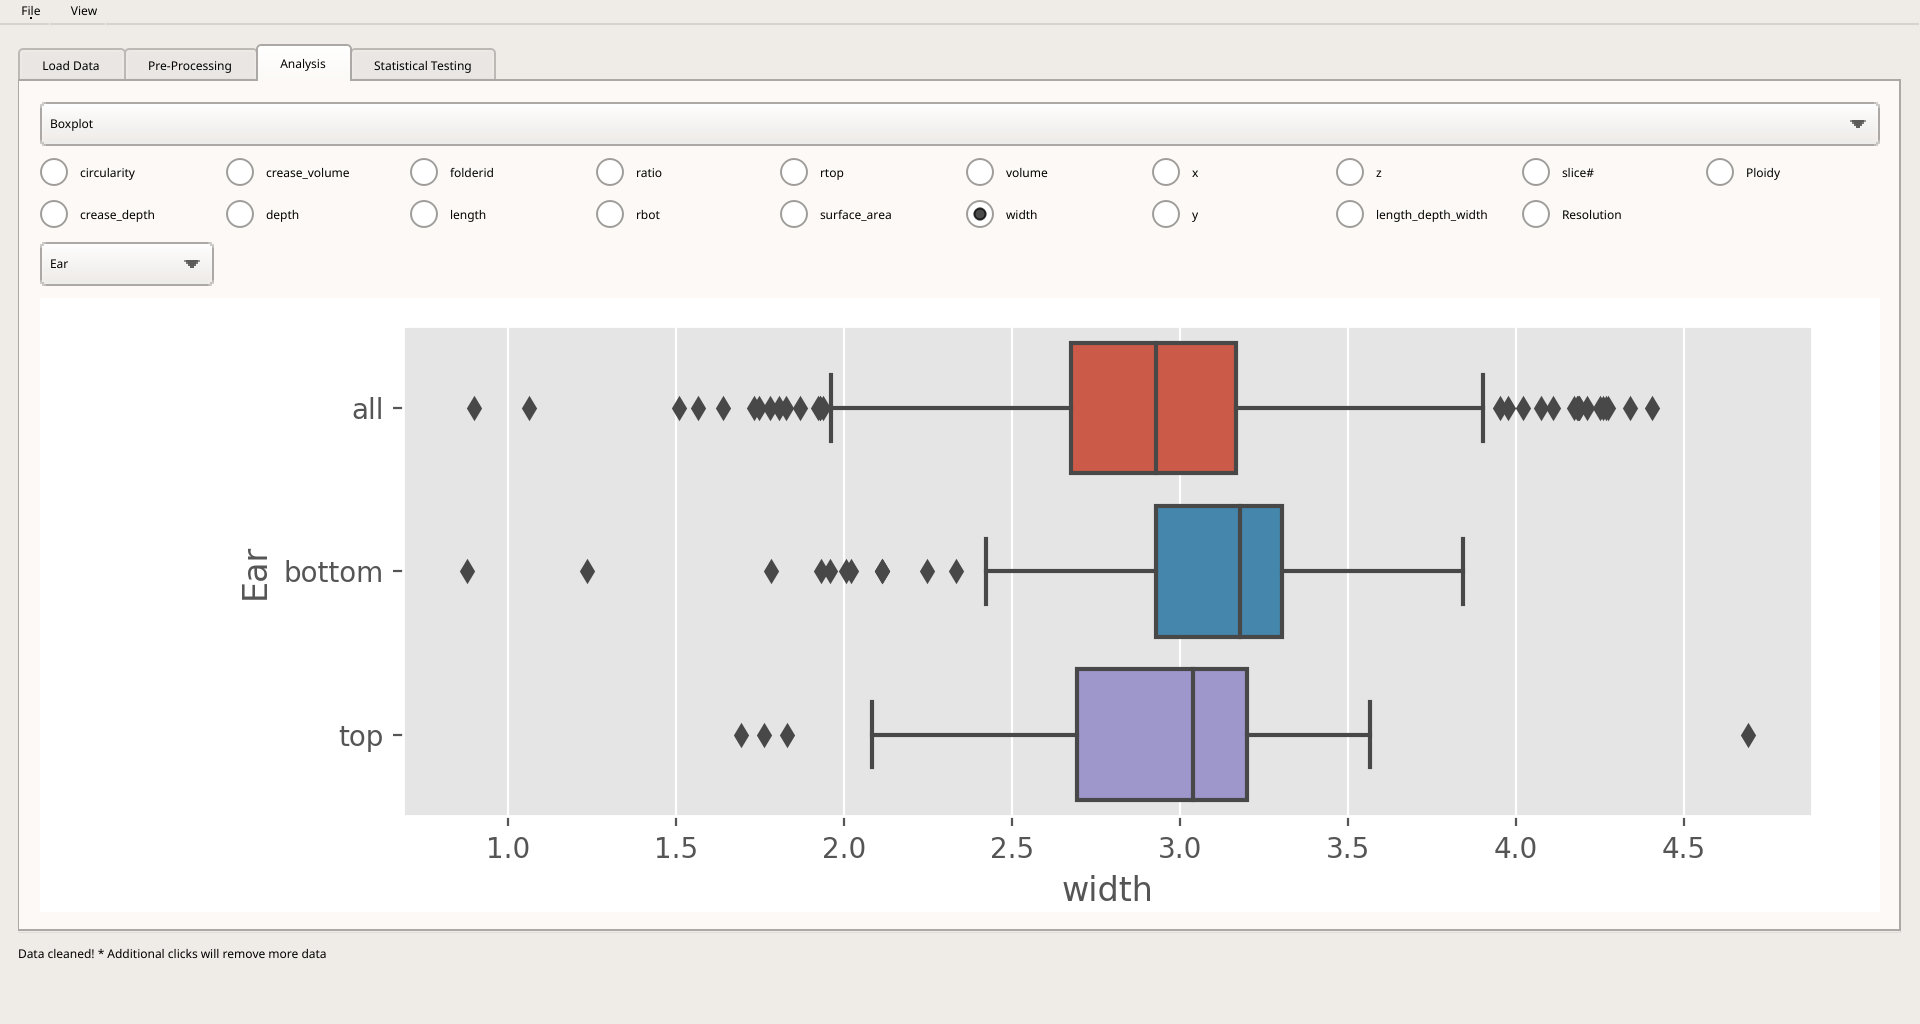 File View
Load Data Pre-Processing Analysis Statistical Testing
Boxplot
circularity crease_volume folderid ratio rtop volume x z slice# Ploidy
crease_depth depth length rbot surface_area width y length_depth_width Resolution
Ear
all
bottom
top
Ear
1.0 1.5 2.0 2.5 3.0 3.5 4.0 4.5
width
Data cleaned! * Additional clicks will remove more data